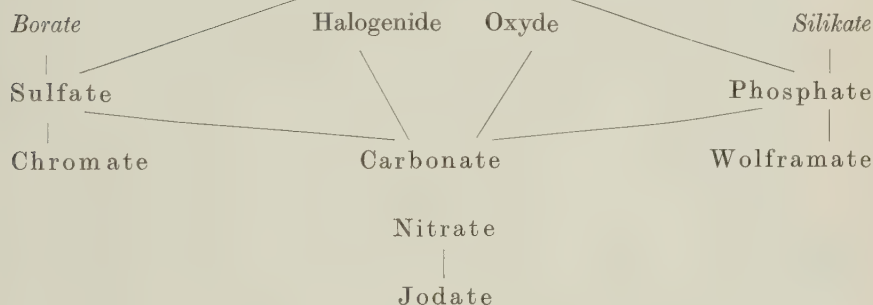 Borate Halogenide Oxyde Silikate
Sulfate Phosphate
Chromate Carbonate Wolframate
Nitrate
Jodate